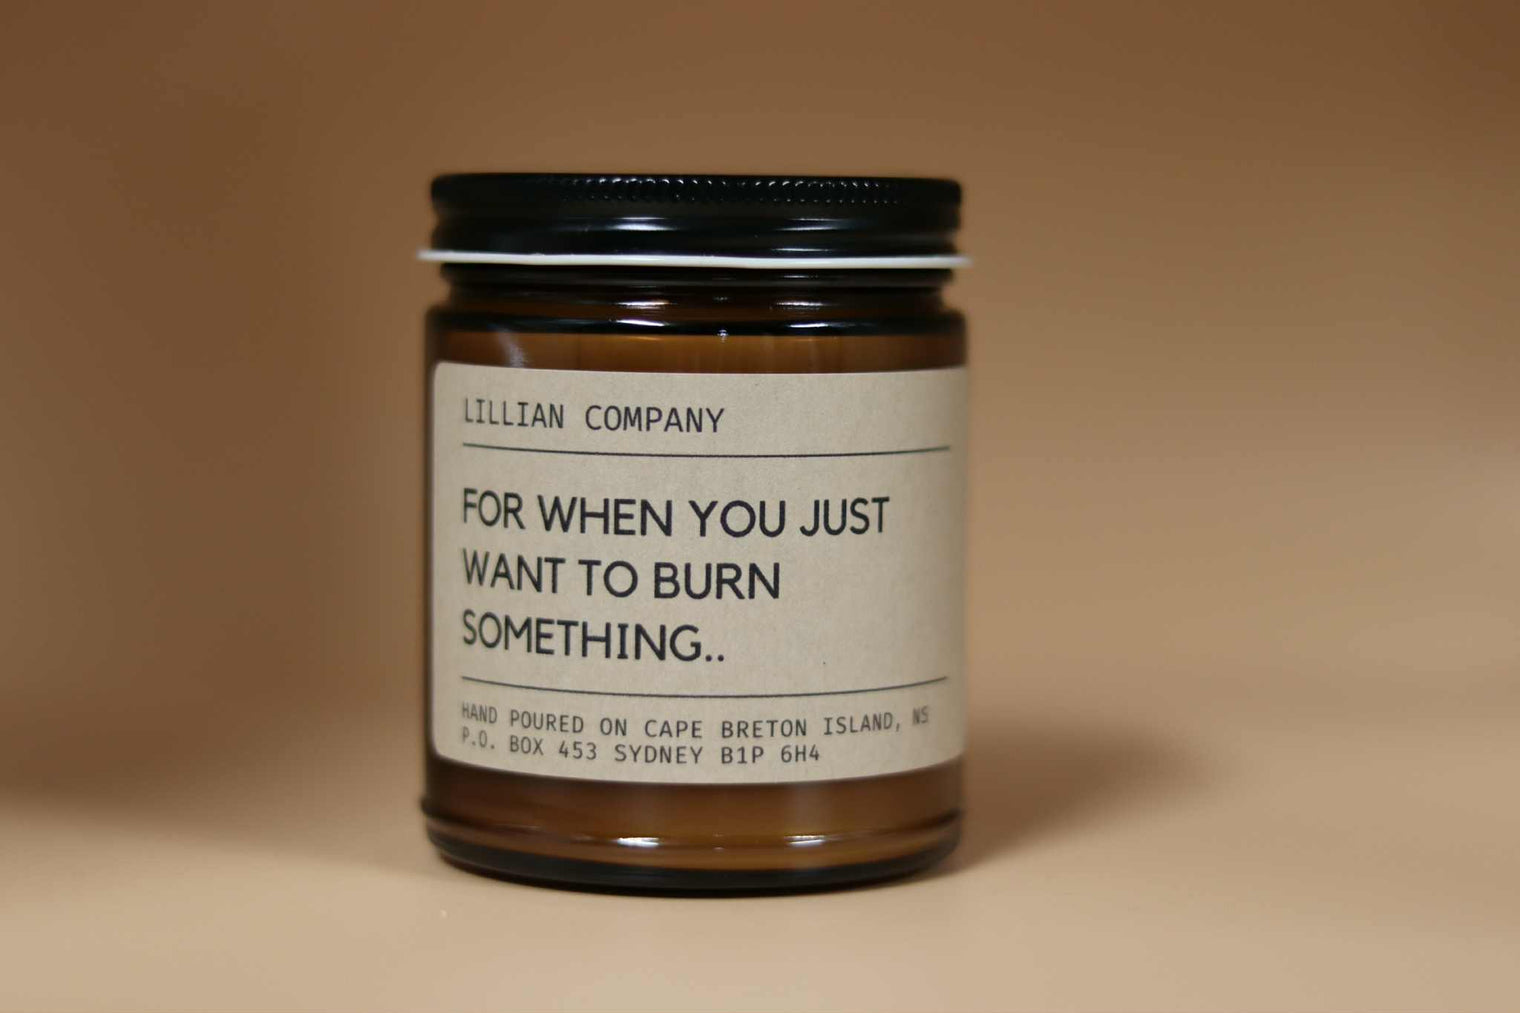 LILLIAN COMPANY
FOR WHEN YOU JUST
WANT TO BURN
SOMETHING..
HAND POURED ON CAPE BRETON ISLAND, NS
P.O. BOX 453 SYDNEY B1P 6H4